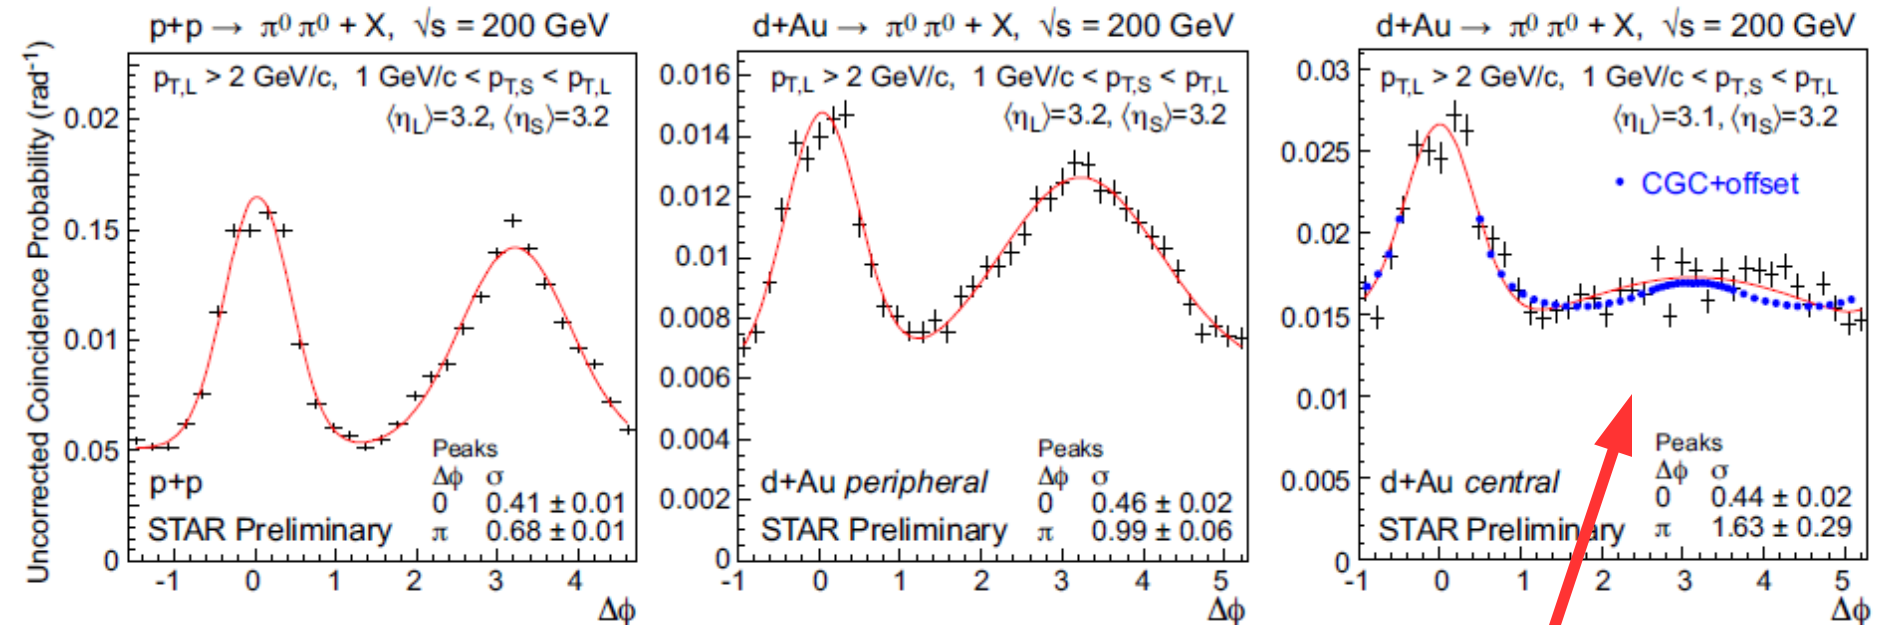 p+p → π⁰ π⁰ + X, √s = 200 GeV
Uncorrected Coincidence Probability (rad⁻¹)
p_T,L > 2 GeV/c, 1 GeV/c < p_T,S < p_T,L
⟨η_L⟩=3.2, ⟨η_S⟩=3.2
0.02
0.15
0.01
0.05
0
Peaks
Δϕ σ
0 0.41 ± 0.01
π 0.68 ± 0.01
p+p
STAR Preliminary
-1 0 1 2 3 4
Δϕ
d+Au → π⁰ π⁰ + X, √s = 200 GeV
p_T,L > 2 GeV/c, 1 GeV/c < p_T,S < p_T,L
⟨η_L⟩=3.2, ⟨η_S⟩=3.2
0.016
0.014
0.012
0.01
0.008
0.006
0.004
0.002
0
Peaks
Δϕ σ
0 0.46 ± 0.02
π 0.99 ± 0.06
d+Au peripheral
STAR Preliminary
-1 0 1 2 3 4 5
Δϕ
d+Au → π⁰ π⁰ + X, √s = 200 GeV
p_T,L > 2 GeV/c, 1 GeV/c < p_T,S < p_T,L
⟨η_L⟩=3.1, ⟨η_S⟩=3.2
CGC+offset
0.03
0.025
0.02
0.015
0.01
0.005
0
Peaks
Δϕ σ
0 0.44 ± 0.02
π 1.63 ± 0.29
d+Au central
STAR Preliminary
-1 0 1 2 3 4 5
Δϕ